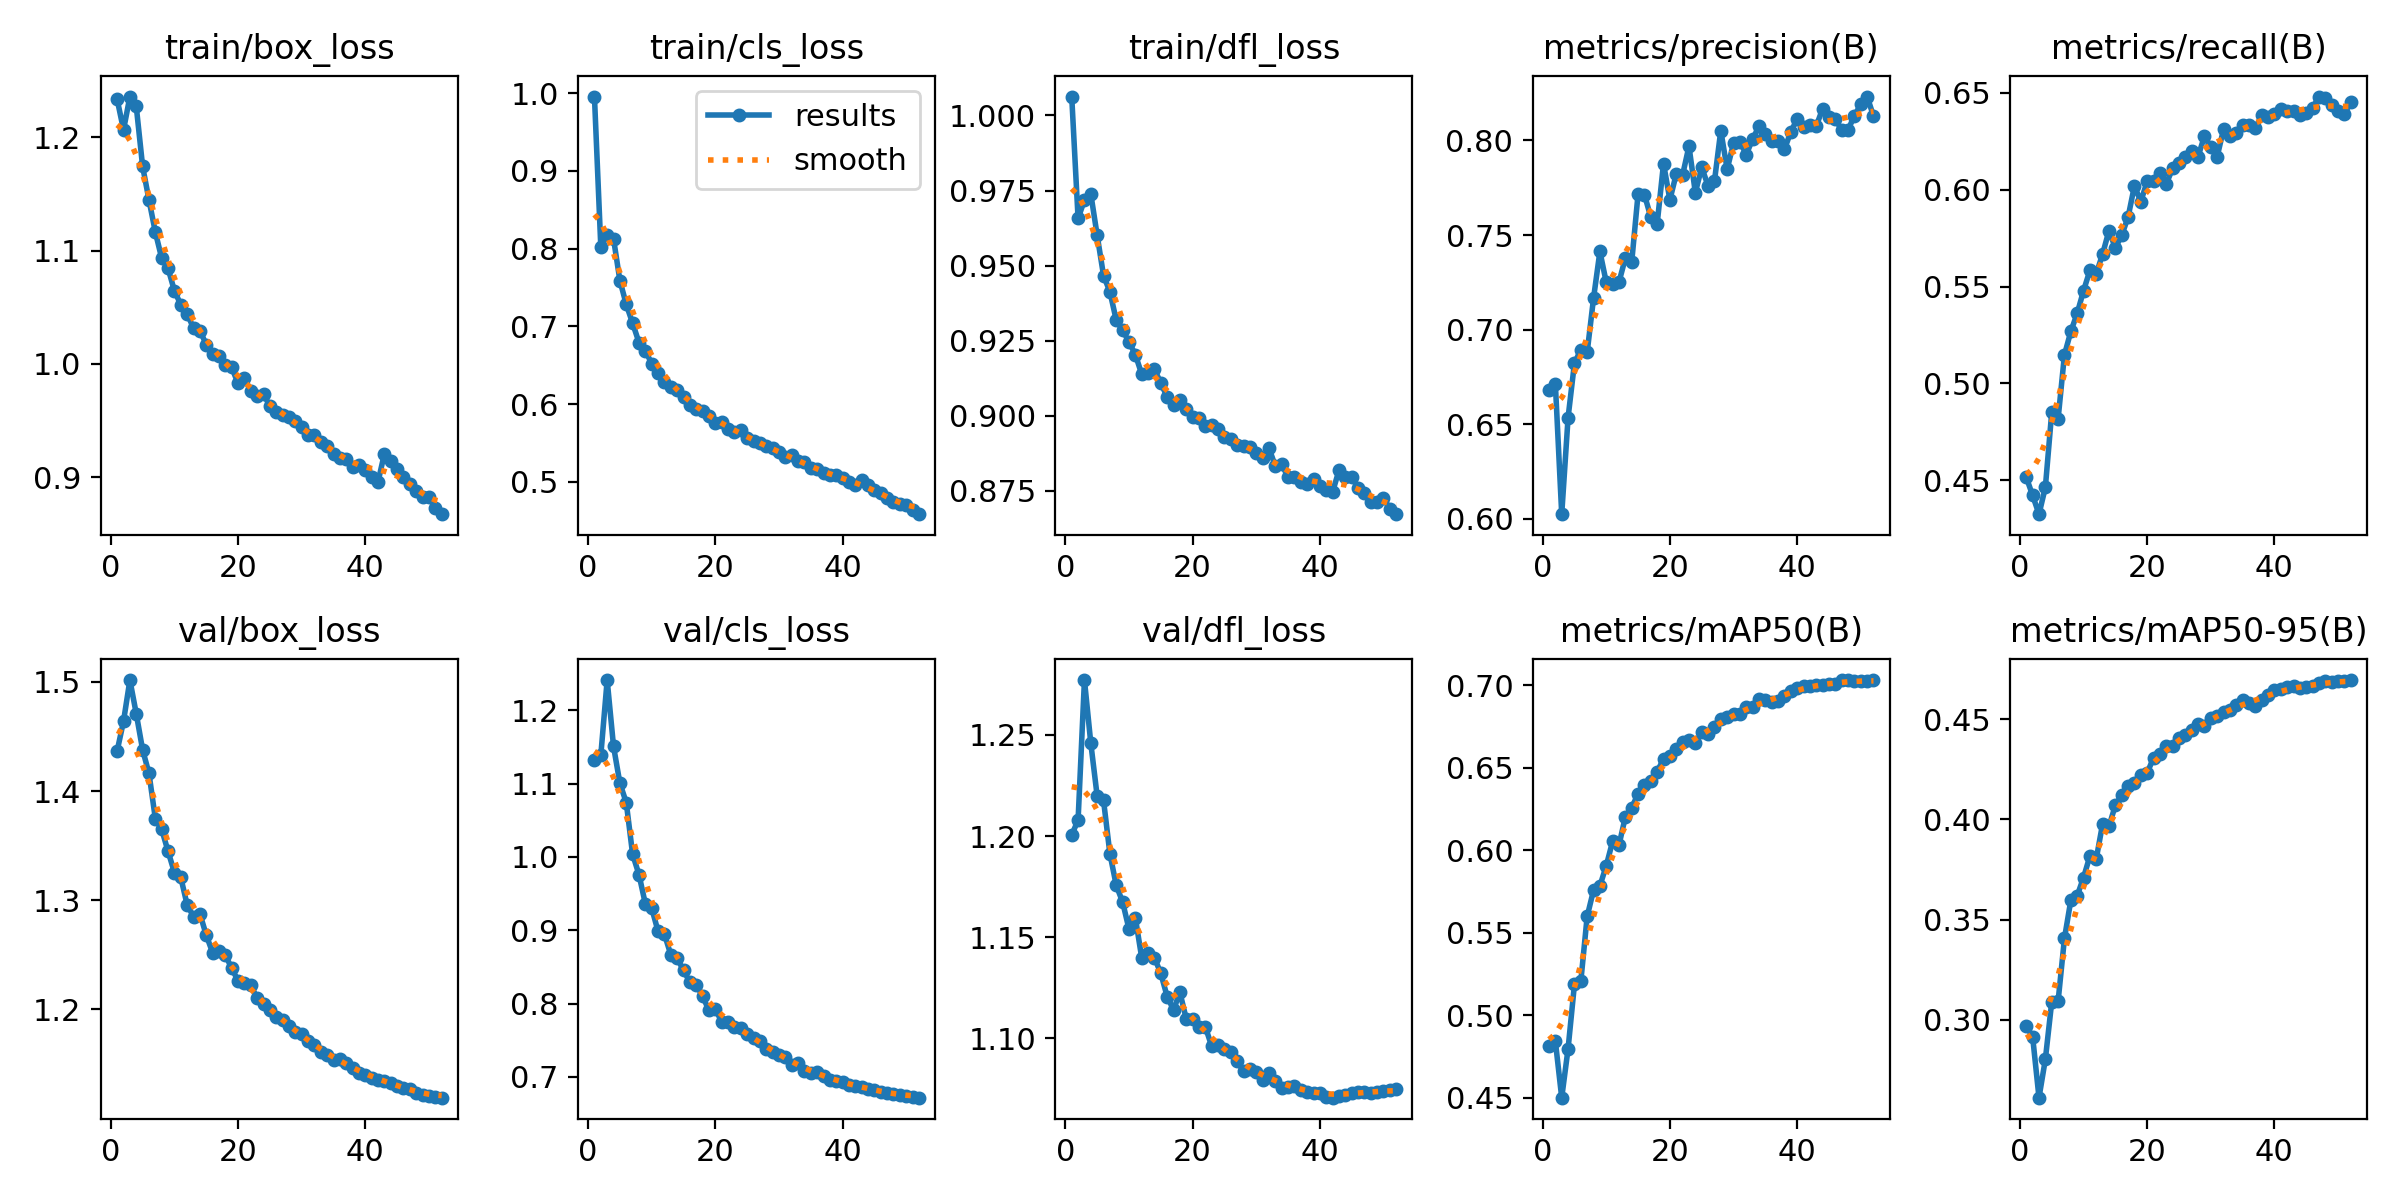 train/box_loss
1.2
1.1
1.0
0.9
0 20 40
train/cls_loss
results
smooth
1.0
0.9
0.8
0.7
0.6
0.5
0 20 40
train/dfl_loss
1.000
0.975
0.950
0.925
0.900
0.875
0 20 40
metrics/precision(B)
0.80
0.75
0.70
0.65
0.60
0 20 40
metrics/recall(B)
0.65
0.60
0.55
0.50
0.45
0 20 40
val/box_loss
1.5
1.4
1.3
1.2
0 20 40
val/cls_loss
1.2
1.1
1.0
0.9
0.8
0.7
0 20 40
val/dfl_loss
1.25
1.20
1.15
1.10
0 20 40
metrics/mAP50(B)
0.70
0.65
0.60
0.55
0.50
0.45
0 20 40
metrics/mAP50-95(B)
0.45
0.40
0.35
0.30
0 20 40